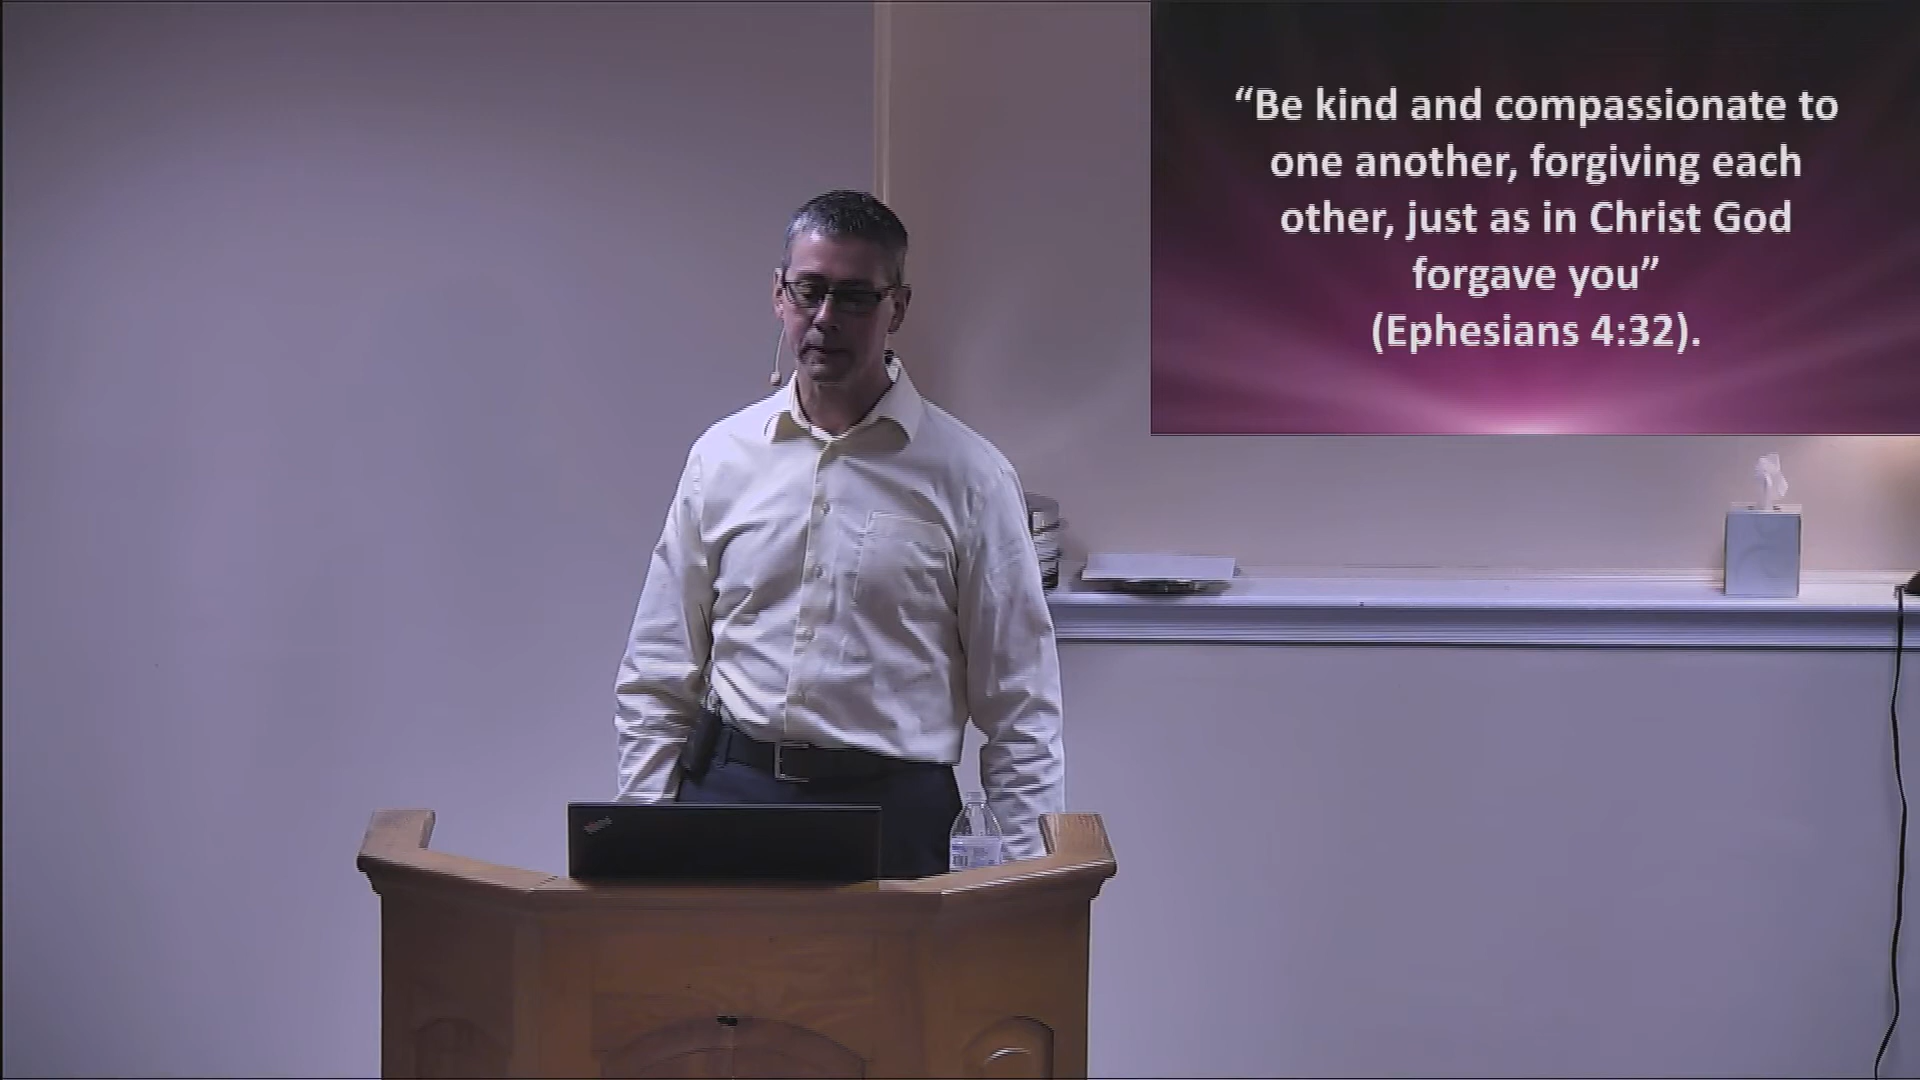 “Be kind and compassionate to
one another, forgiving each
other, just as in Christ God
forgave you”
(Ephesians 4:32).